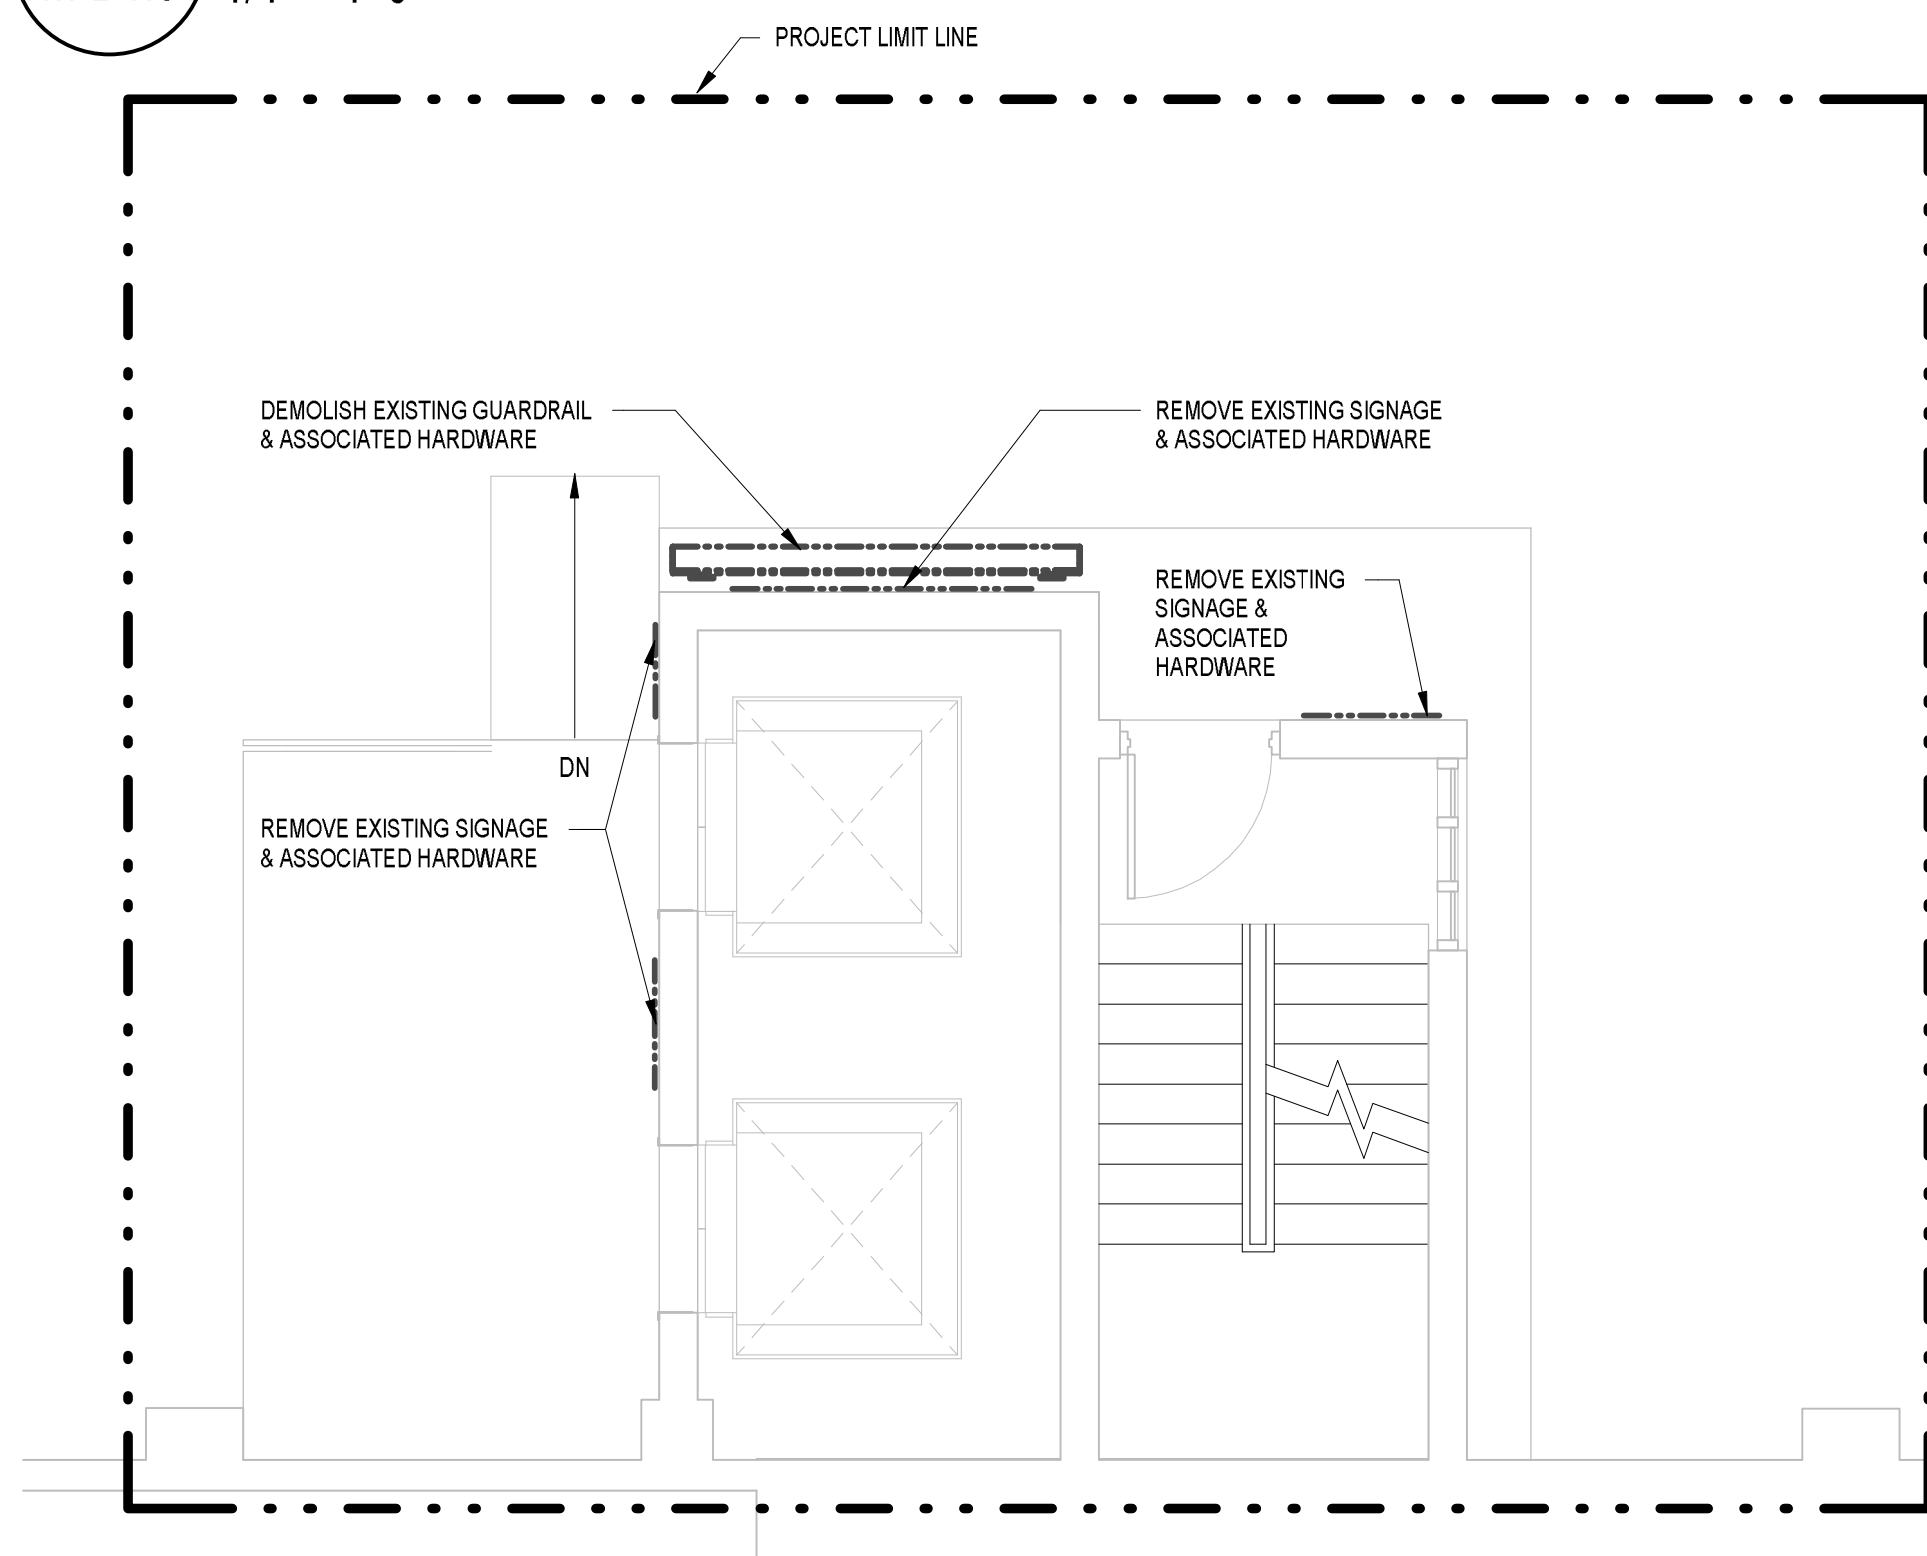 PROJECT LIMIT LINE
DEMOLISH EXISTING GUARDRAIL
& ASSOCIATED HARDWARE
REMOVE EXISTING SIGNAGE
& ASSOCIATED HARDWARE
REMOVE EXISTING
SIGNAGE &
ASSOCIATED
HARDWARE
DN
REMOVE EXISTING SIGNAGE
& ASSOCIATED HARDWARE